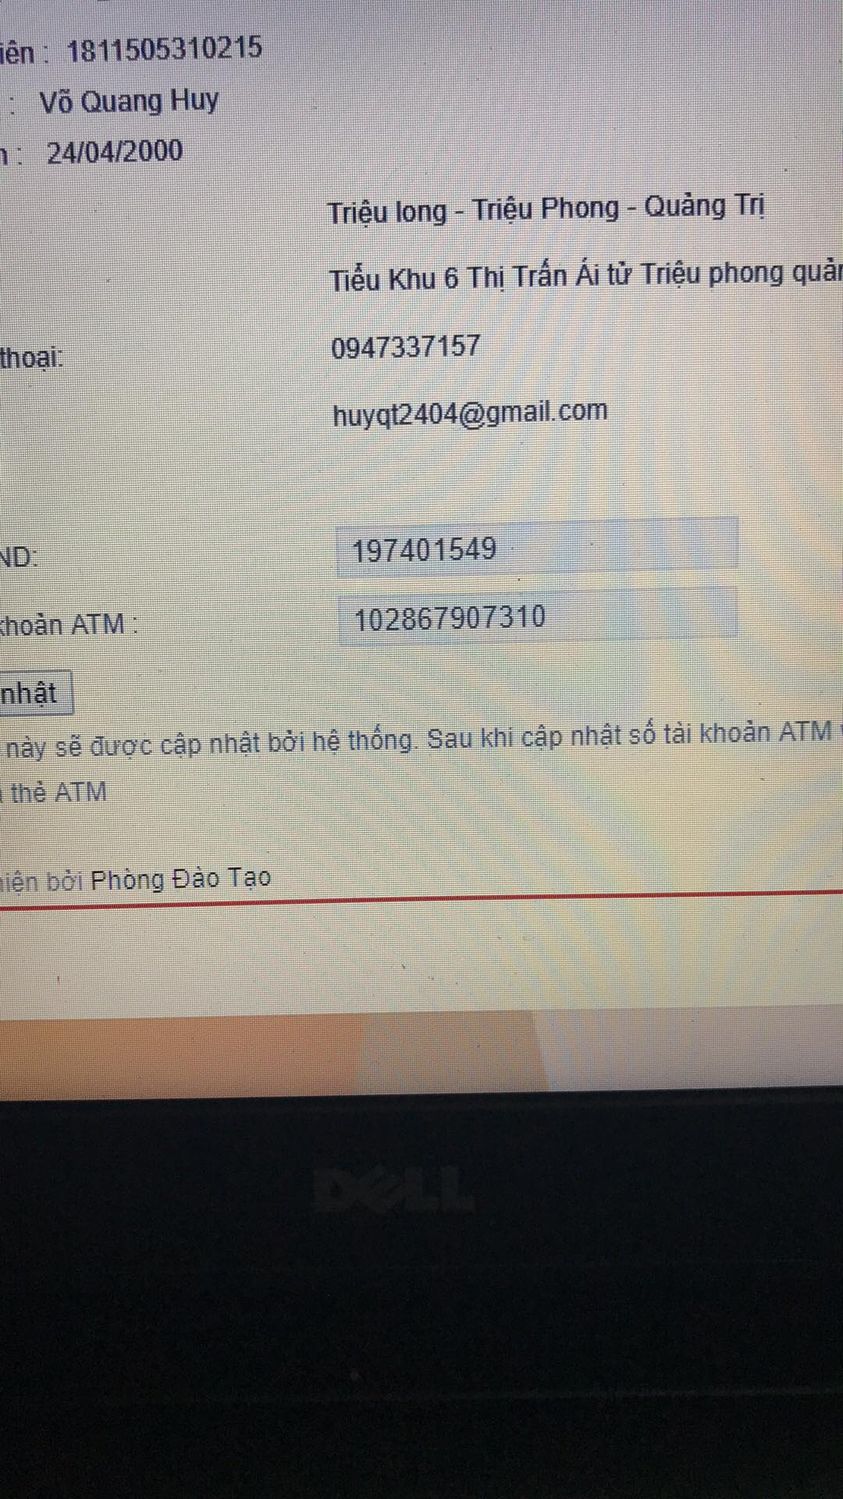 iên : 1811505310215
: Võ Quang Huy
n : 24/04/2000
Triệu long - Triệu Phong - Quảng Trị
Tiểu Khu 6 Thị Trấn Ái tử Triệu phong quản
thoại: 0947337157
huyqt2404@gmail.com
ND: 197401549
khoản ATM : 102867907310
nhật
này sẽ được cập nhật bởi hệ thống. Sau khi cập nhật số tài khoản ATM
thẻ ATM
hiện bởi Phòng Đào Tạo
DELL